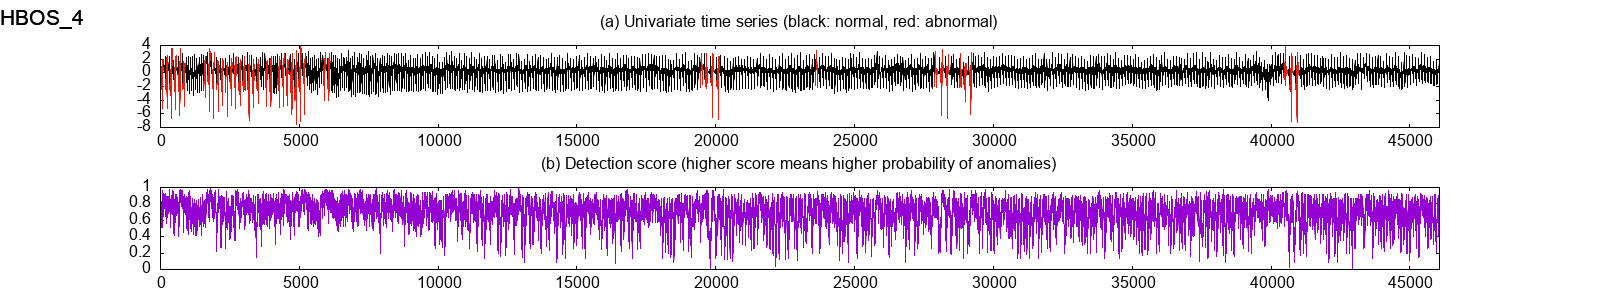 HBOS_4
(a) Univariate time series (black: normal, red: abnormal)
4
2
0
-2
-4
-6
-8
0 5000 10000 15000 20000 25000 30000 35000 40000 45000
(b) Detection score (higher score means higher probability of anomalies)
1
0.8
0.6
0.4
0.2
0
0 5000 10000 15000 20000 25000 30000 35000 40000 45000